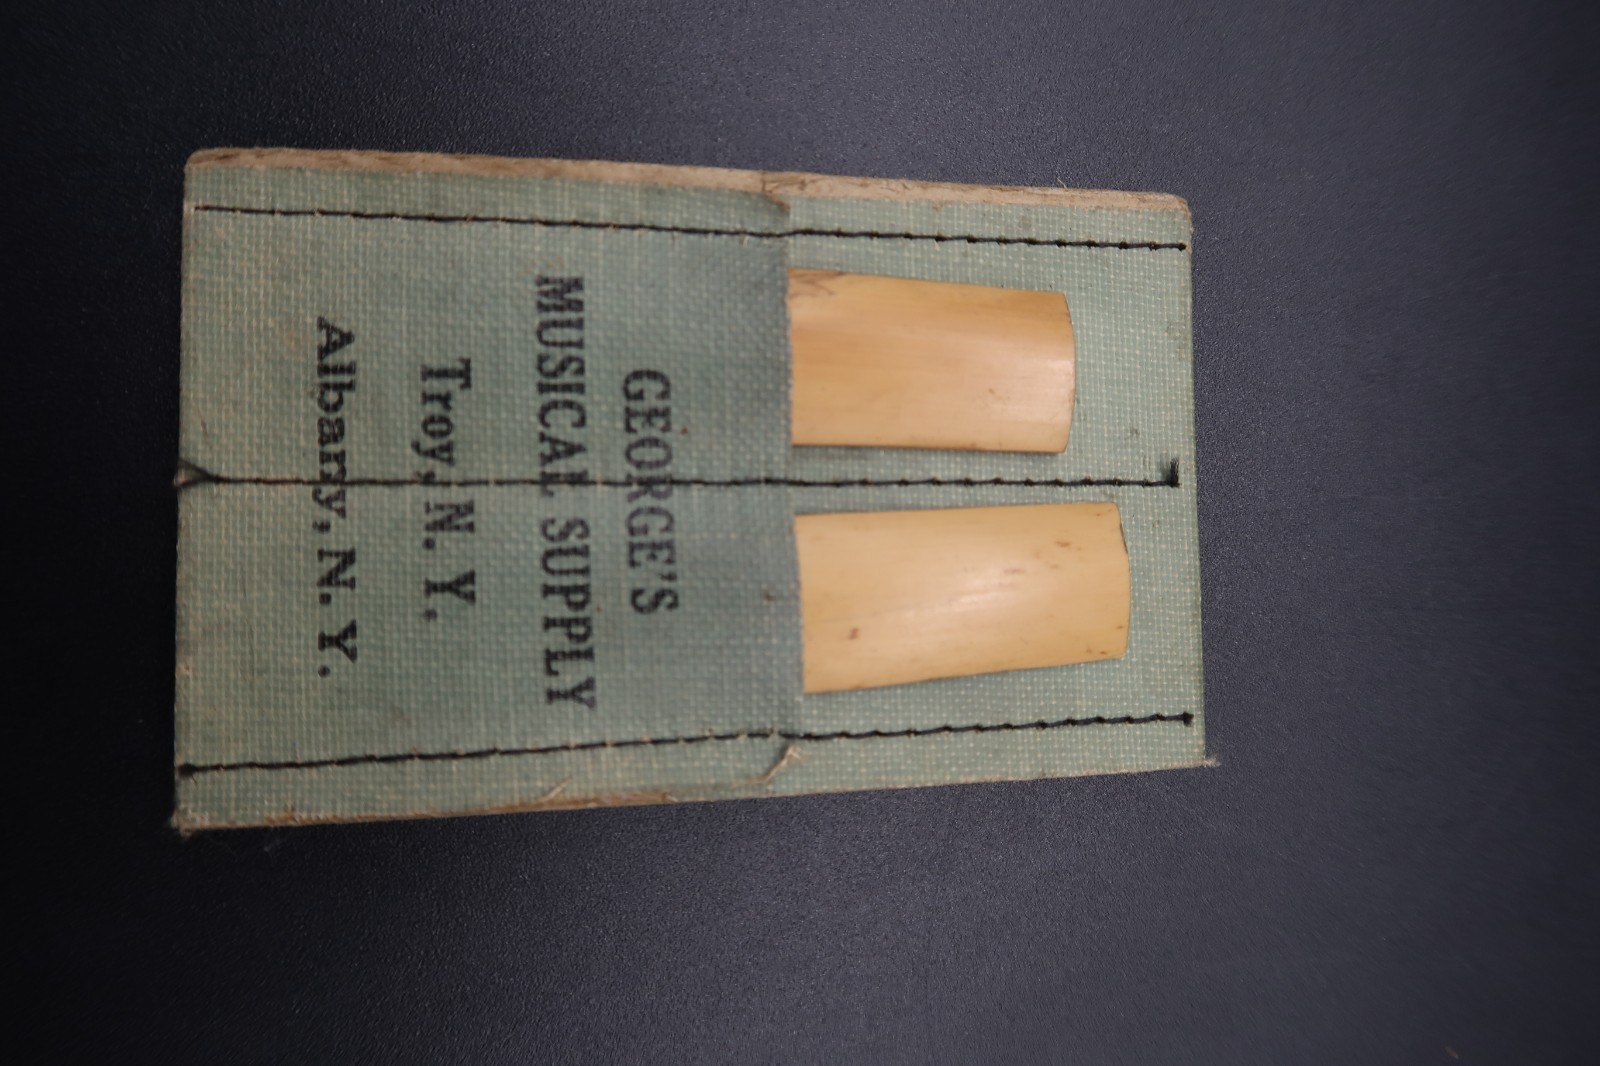 GEORGE'S
MUSICAL SUPPLY
Troy, N. Y.
Albany, N. Y.